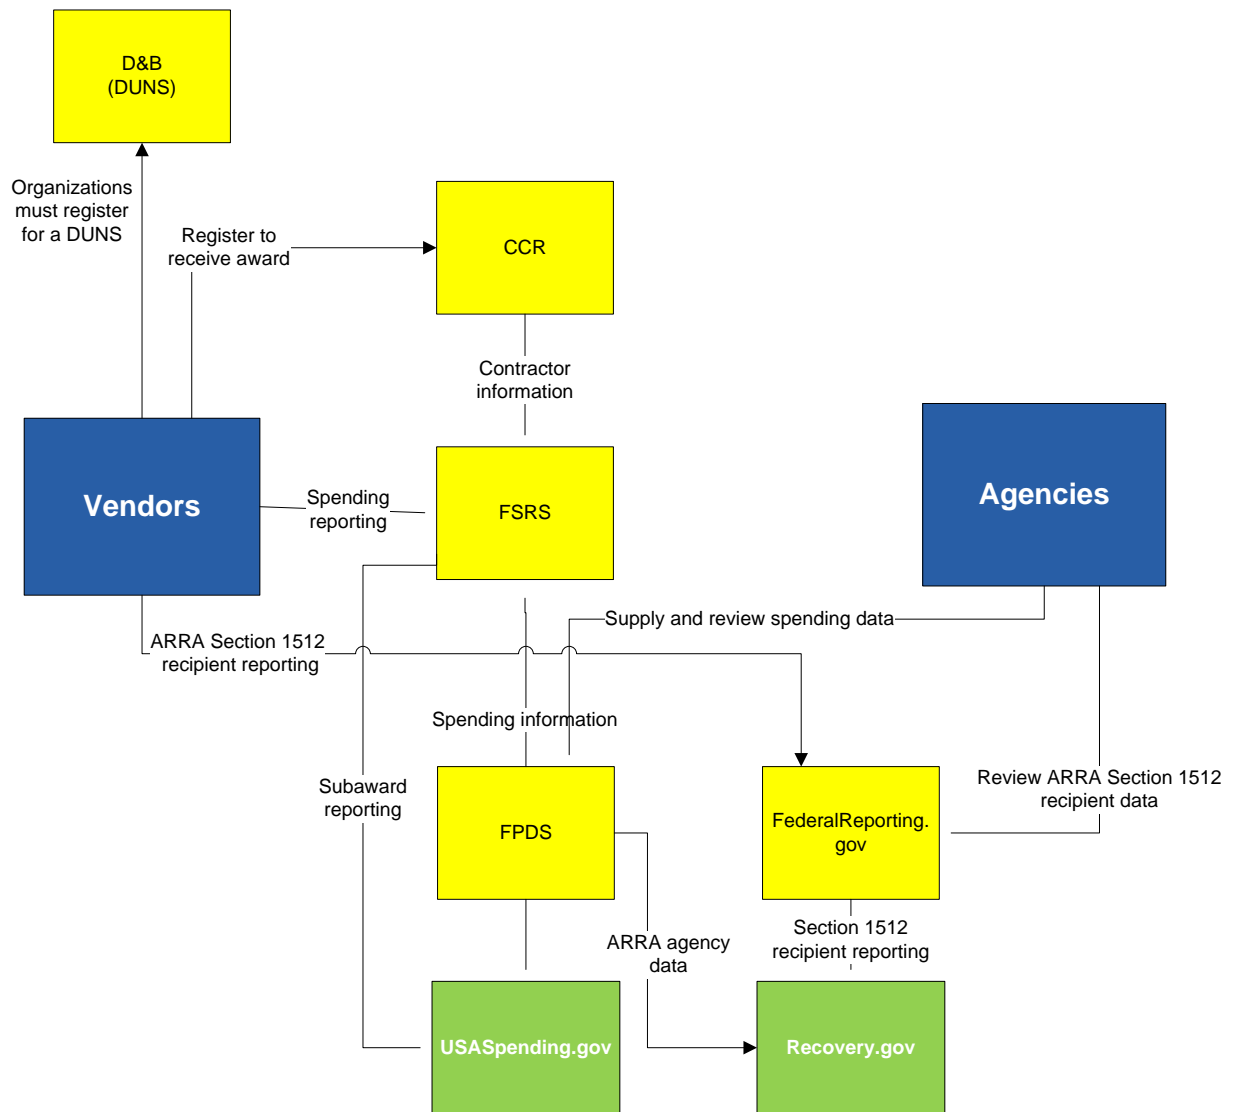 D&B
(DUNS)
Organizations
must register
for a DUNS
Register to
receive award
CCR
Contractor
information
Vendors
Spending
reporting
FSRS
Agencies
Supply and review spending data
ARRA Section 1512
recipient reporting
Spending information
Subaward
reporting
FPDS
FederalReporting.
gov
Review ARRA Section 1512
recipient data
ARRA agency
data
Section 1512
recipient reporting
USASpending.gov
Recovery.gov